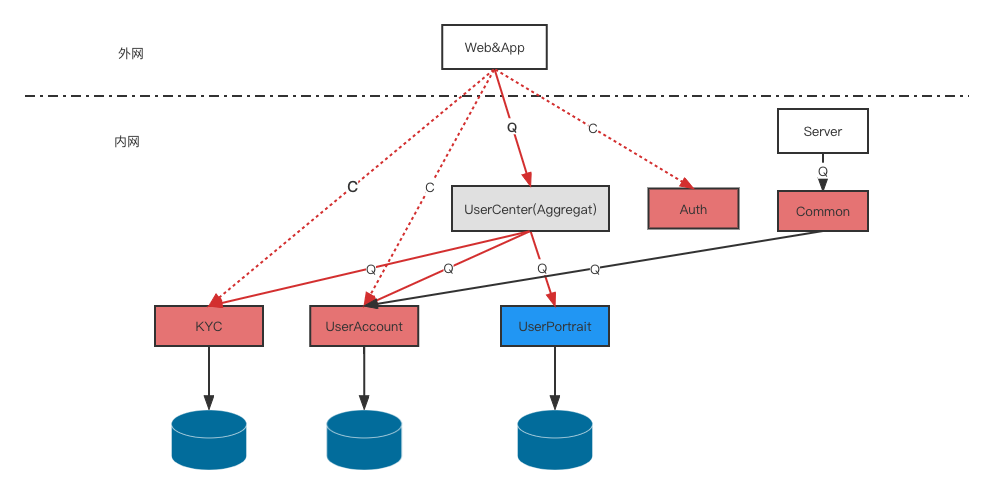 Web&App
外网
内网
Q
C
Server
Q
C
C
UserCenter(Aggregat)
Auth
Common
Q
Q
Q
Q
KYC
UserAccount
UserPortrait